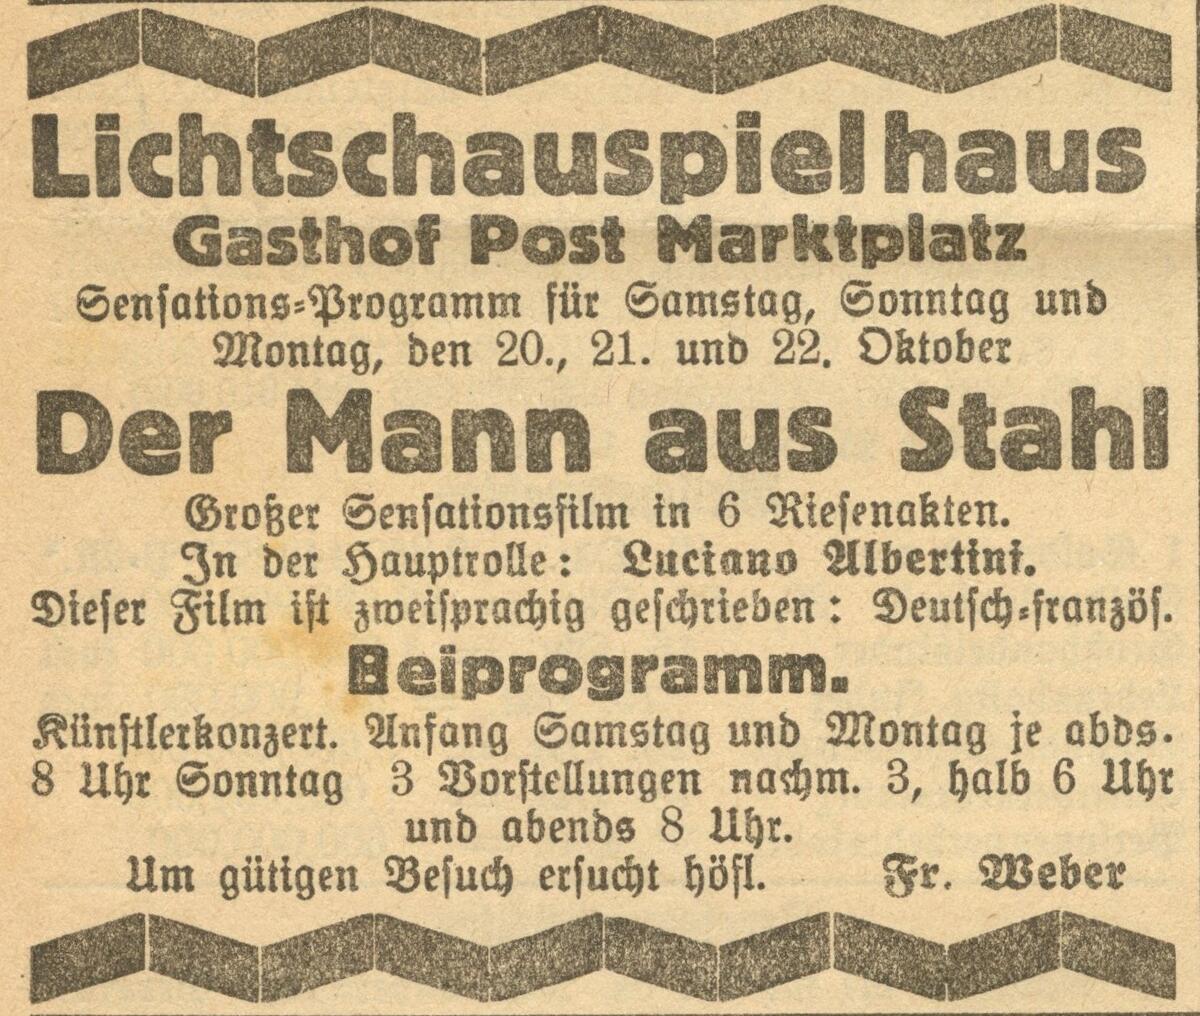 Lichtschauspielhaus
Gasthof Post Marktplatz
Sensations=Programm für Samstag, Sonntag und
Montag, den 20., 21. und 22. Oktober
Der Mann aus Stahl
Großer Sensationsfilm in 6 Riesenakten.
In der Hauptrolle: Luciano Albertini.
Dieser Film ist zweisprachig geschrieben: Deutsch=französ.
Beiprogramm.
Künstlerkonzert. Anfang Samstag und Montag je abds.
8 Uhr Sonntag 3 Vorstellungen nachm. 3, halb 6 Uhr
und abends 8 Uhr.
Um gütigen Besuch ersucht höfl. Fr. Weber